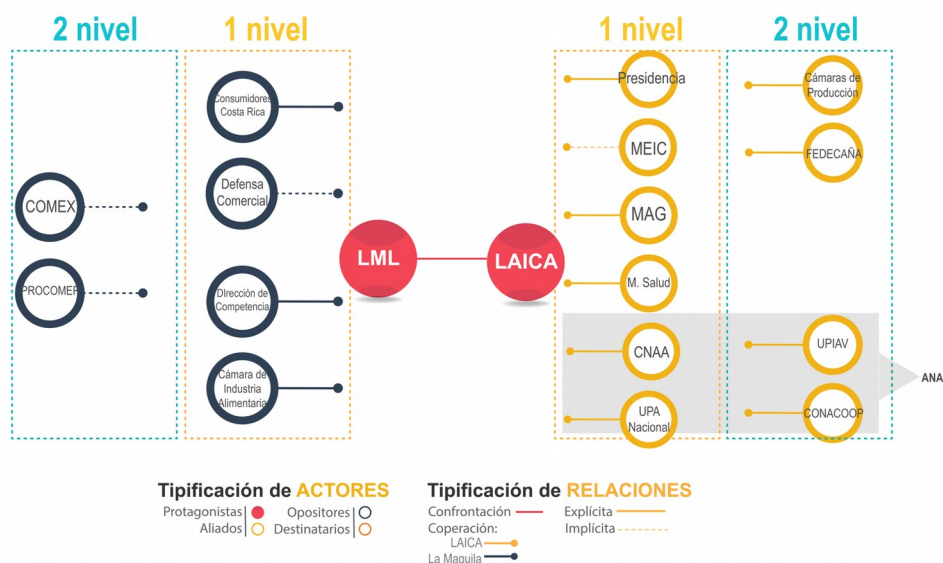 2 nivel
1 nivel
1 nivel
2 nivel
Consumidores
Costa Rica
Defensa
Comercial
COMEX
PROCOMER
DIrección de
Competencia
Cámara de
Industria
Alimentaria
LML
LAICA
Presidencia
MEIC
MAG
M. Salud
CNAA
UPA
Nacional
Cámaras de
Producción
FEDECAÑA
UPIAV
CONACOOP
ANA
Tipificación de ACTORES
Protagonistas
Opositores
Aliados
Destinatarios
Tipificación de RELACIONES
Confrontación
Explícita
Coperación:
Implícita
LAICA
La Maquila